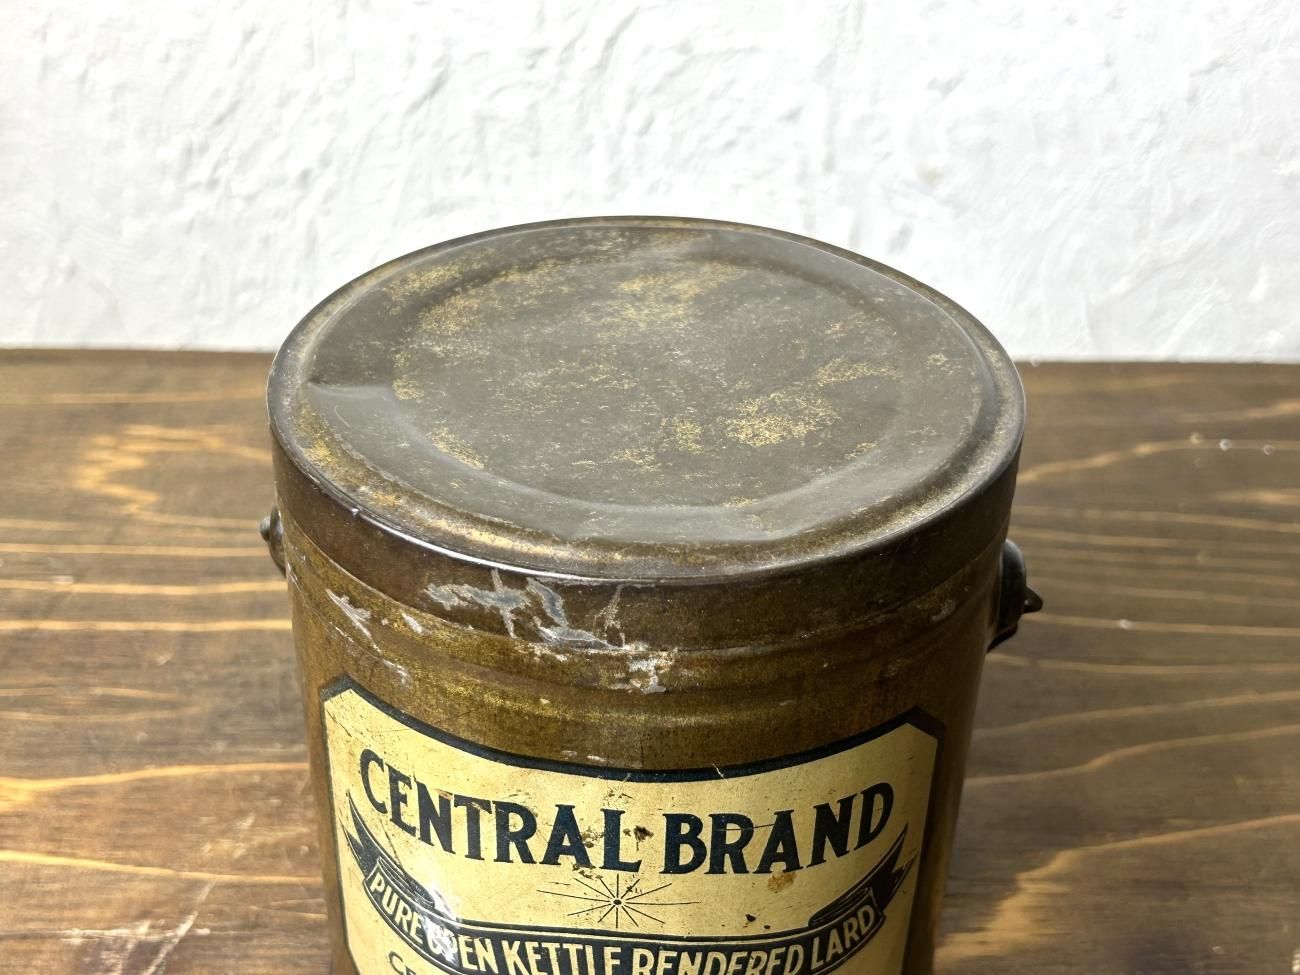 CENTRAL BRAND
PURE OPEN KETTLE RENDERED LARD